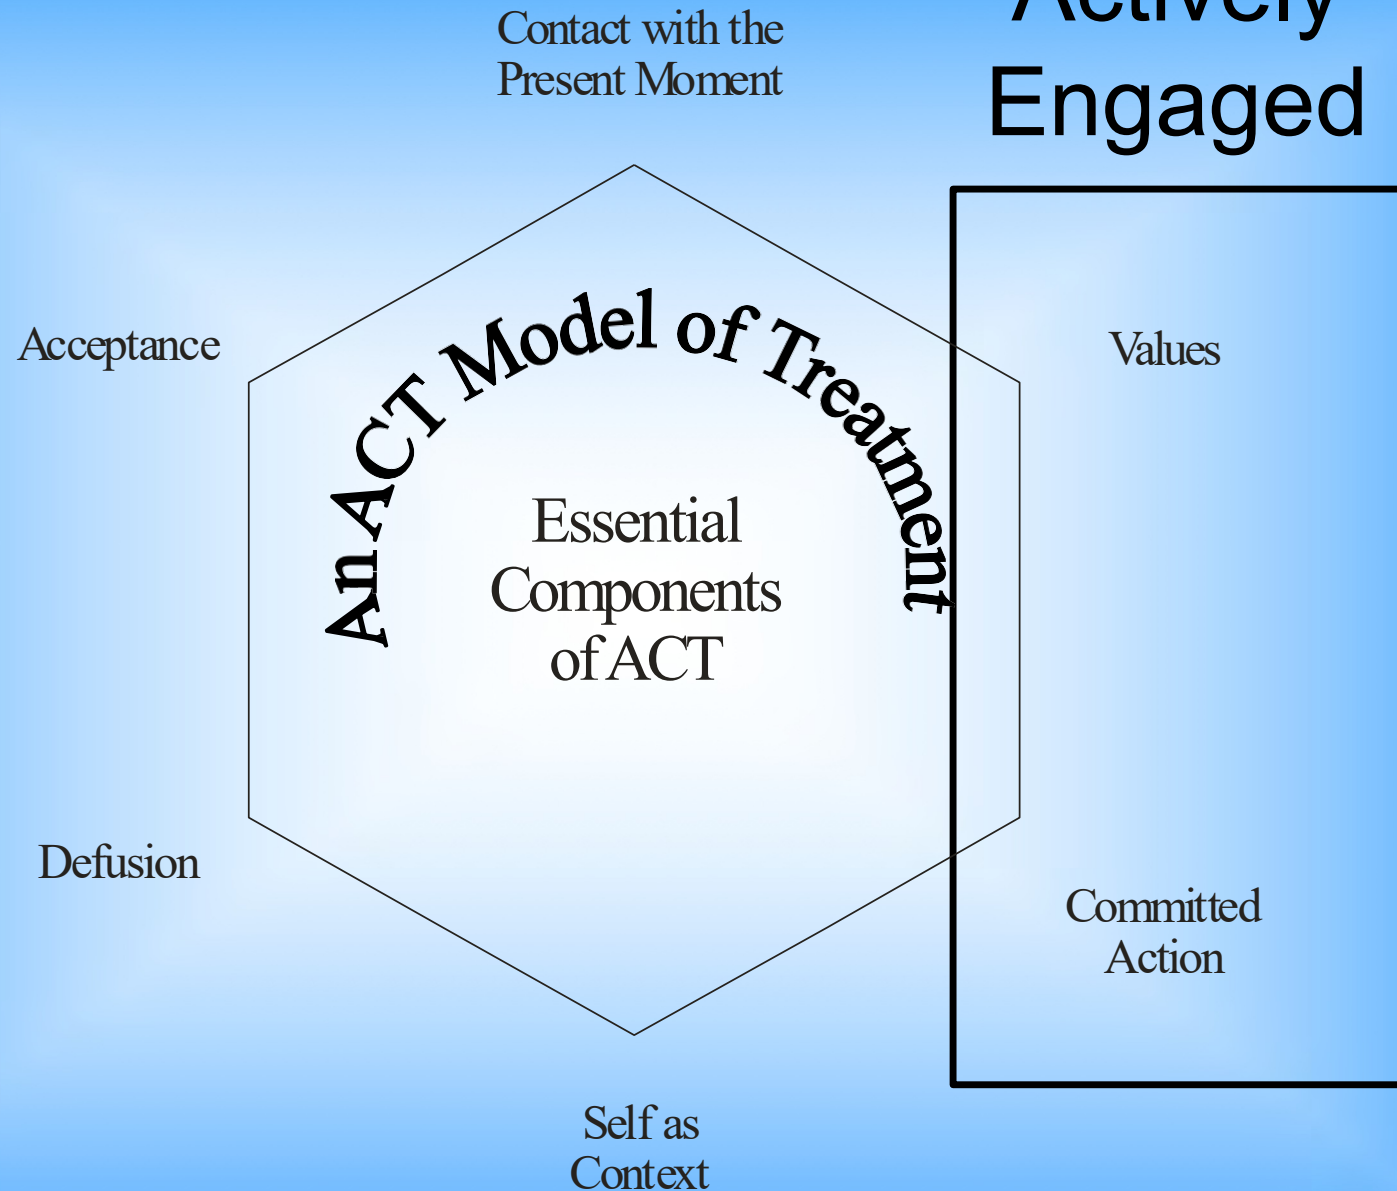 Contact with the
Present Moment
Actively
Engaged
Acceptance
Values
An ACT Model of Treatment
Essential
Components
of ACT
Defusion
Committed
Action
Self as
Context